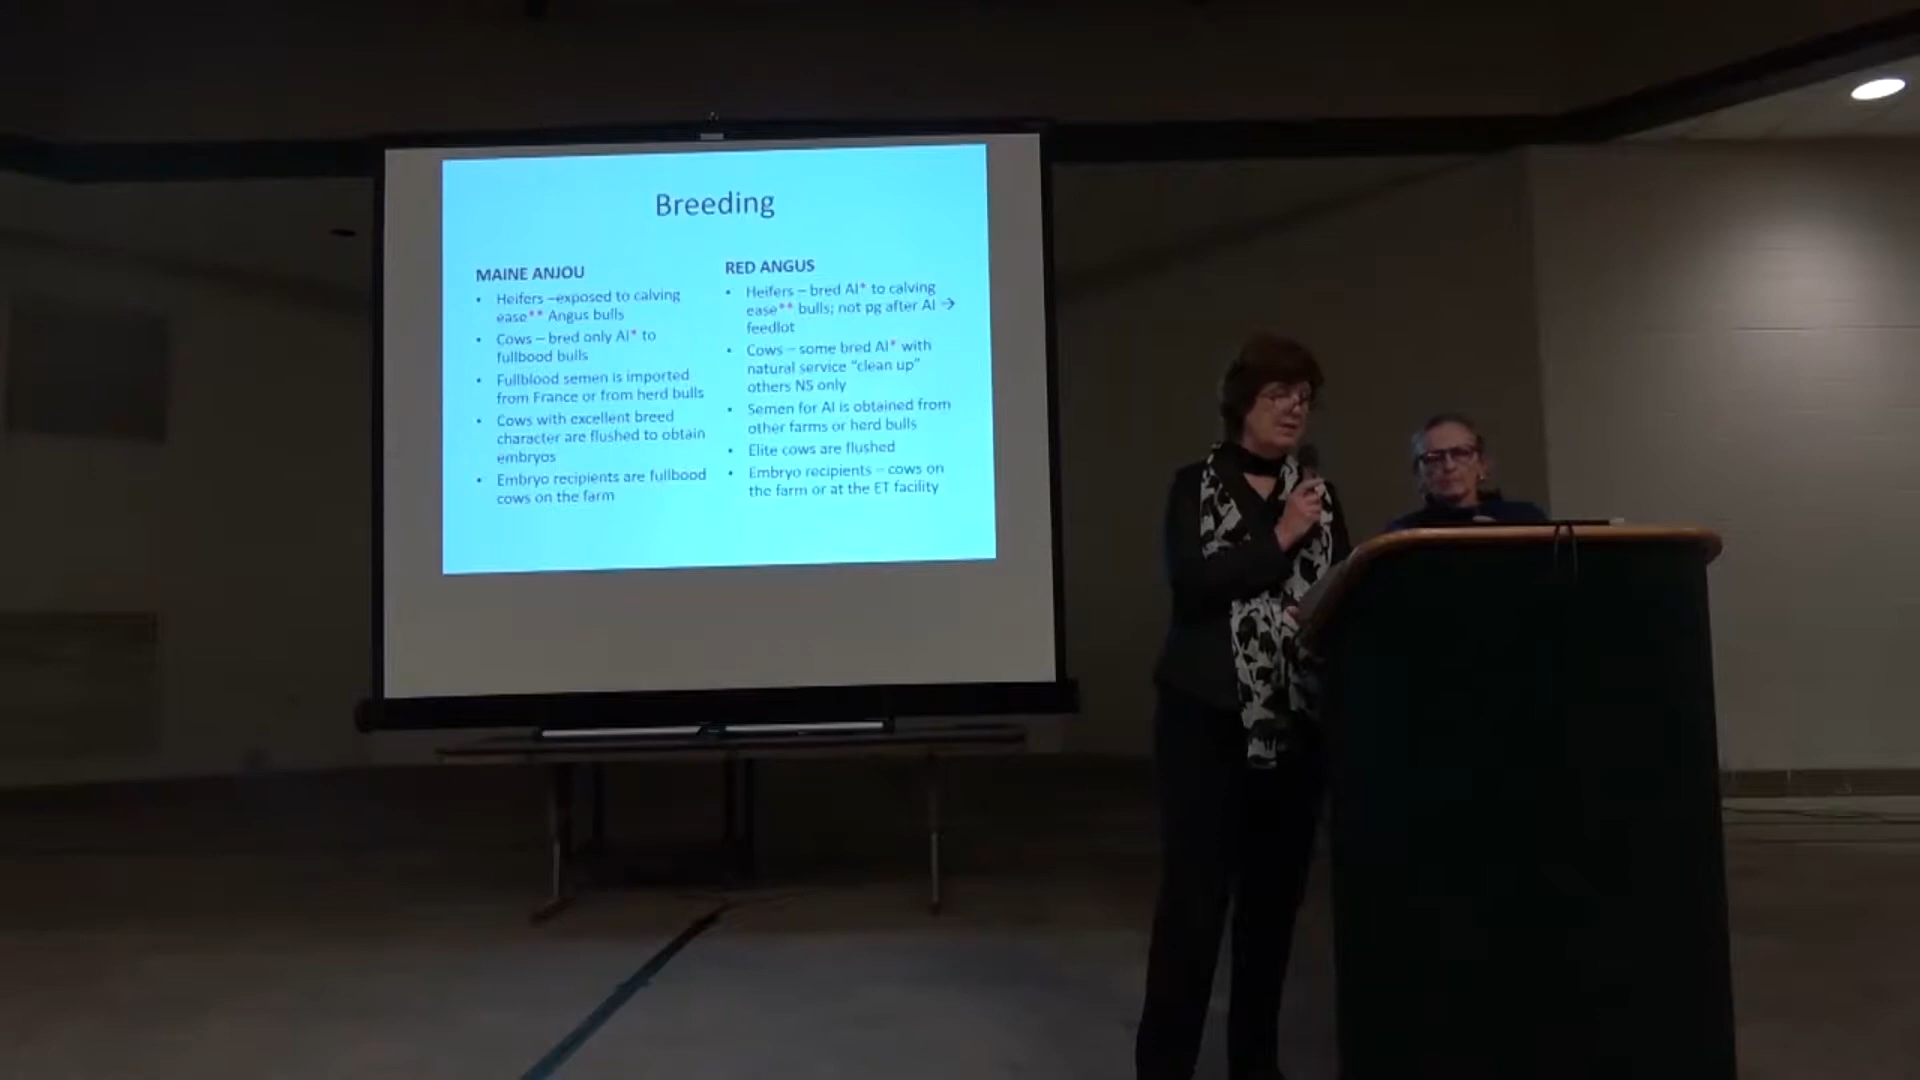 Breeding
MAINE ANJOU
• Heifers –exposed to calving
ease** Angus bulls
• Cows – bred only AI* to
fullbood bulls
• Fullblood semen is imported
from France or from herd bulls
• Cows with excellent breed
character are flushed to obtain
embryos
• Embryo recipients are fullbood
cows on the farm
RED ANGUS
• Heifers – bred AI* to calving
ease** bulls; not pg after AI →
feedlot
• Cows – some bred AI* with
natural service “clean up”
others NS only
• Semen for AI is obtained from
other farms or herd bulls
• Elite cows are flushed
• Embryo recipients – cows on
the farm or at the ET facility